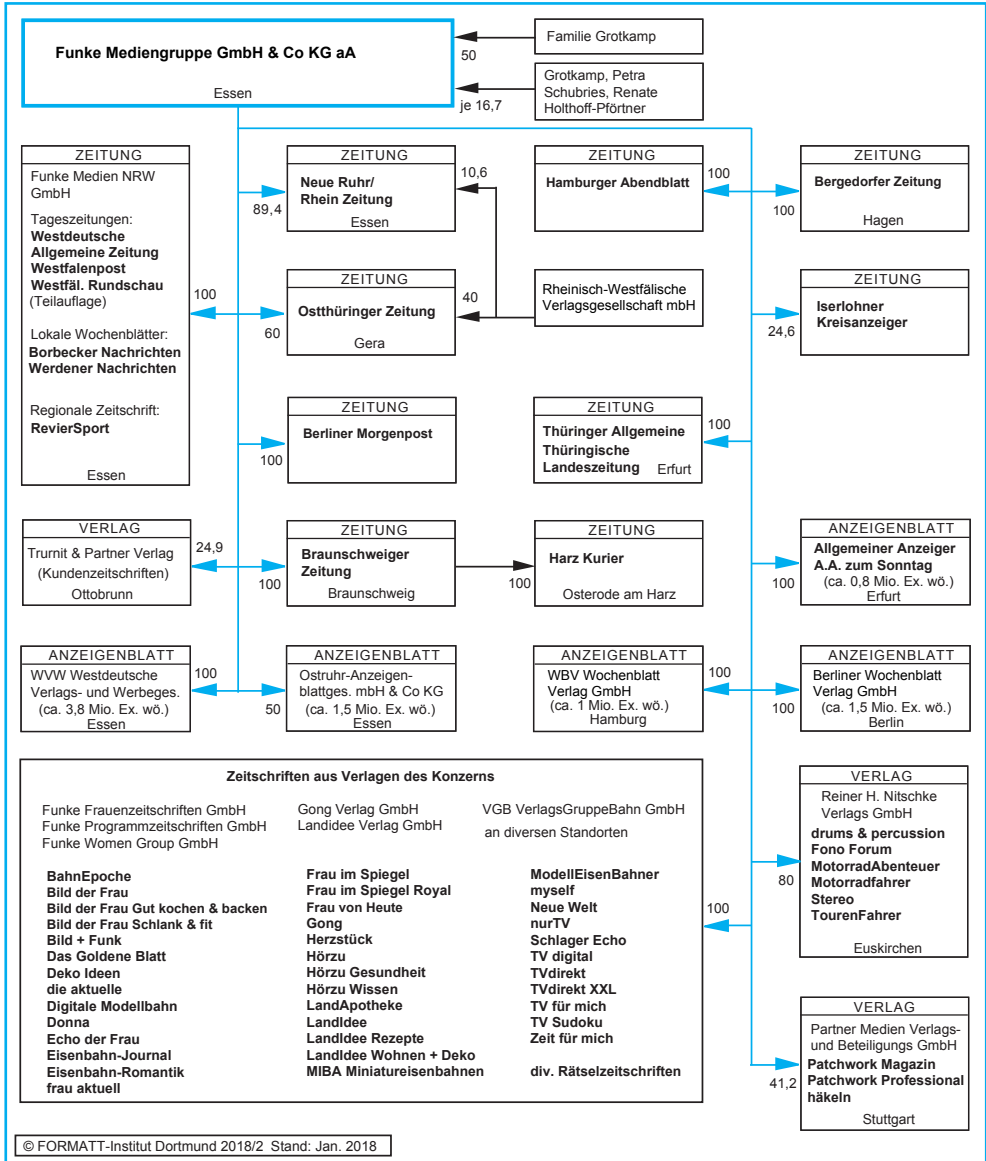 Funke Mediengruppe GmbH & Co KG aA
Essen
Familie Grotkamp
50
Grotkamp, Petra
Schubries, Renate
Holthoff-Pförtner
je 16,7
ZEITUNG
Funke Medien NRW
GmbH
Tageszeitungen:
Westdeutsche
Allgemeine Zeitung
Westfalenpost
Westfäl. Rundschau
(Teilauflage)
Lokale Wochenblätter:
Borbecker Nachrichten
Werdener Nachrichten
Regionale Zeitschrift:
RevierSport
Essen
100
ZEITUNG
Neue Ruhr/
Rhein Zeitung
Essen
89,4
10,6
ZEITUNG
Hamburger Abendblatt
100
ZEITUNG
Bergedorfer Zeitung
Hagen
100
ZEITUNG
Ostthüringer Zeitung
Gera
60
40
Rheinisch-Westfälische
Verlagsgesellschaft mbH
ZEITUNG
Iserlohner
Kreisanzeiger
24,6
ZEITUNG
Berliner Morgenpost
100
ZEITUNG
Thüringer Allgemeine
Thüringische
Landeszeitung Erfurt
100
VERLAG
Trurnit & Partner Verlag
(Kundenzeitschriften)
Ottobrunn
24,9
ZEITUNG
Braunschweiger
Zeitung
Braunschweig
100
ZEITUNG
Harz Kurier
Osterode am Harz
100
ANZEIGENBLATT
Allgemeiner Anzeiger
A.A. zum Sonntag
(ca. 0,8 Mio. Ex. wö.)
Erfurt
100
ANZEIGENBLATT
WVW Westdeutsche
Verlags- und Werbeges.
(ca. 3,8 Mio. Ex. wö.)
Essen
100
ANZEIGENBLATT
Ostruhr-Anzeigen-
blattges. mbH & Co KG
(ca. 1,5 Mio. Ex. wö.)
Essen
50
ANZEIGENBLATT
WBV Wochenblatt
Verlag GmbH
(ca. 1 Mio. Ex. wö.)
Hamburg
100
ANZEIGENBLATT
Berliner Wochenblatt
Verlag GmbH
(ca. 1,5 Mio. Ex. wö.)
Berlin
100
Zeitschriften aus Verlagen des Konzerns
Funke Frauenzeitschriften GmbH
Funke Programmzeitschriften GmbH
Funke Women Group GmbH
Gong Verlag GmbH
Landidee Verlag GmbH
VGB VerlagsGruppeBahn GmbH
an diversen Standorten
BahnEpoche
Bild der Frau
Bild der Frau Gut kochen & backen
Bild der Frau Schlank & fit
Bild + Funk
Das Goldene Blatt
Deko Ideen
die aktuelle
Digitale Modellbahn
Donna
Echo der Frau
Eisenbahn-Journal
Eisenbahn-Romantik
frau aktuell
Frau im Spiegel
Frau im Spiegel Royal
Frau von Heute
Gong
Herzstück
Hörzu
Hörzu Gesundheit
Hörzu Wissen
LandApotheke
LandIdee
LandIdee Rezepte
LandIdee Wohnen + Deko
MIBA Miniatureisenbahnen
ModellEisenBahner
myself
Neue Welt
nurTV
Schlager Echo
TV digital
TVdirekt
TVdirekt XXL
TV für mich
TV Sudoku
Zeit für mich
div. Rätselzeitschriften
100
VERLAG
Reiner H. Nitschke
Verlags GmbH
drums & percussion
Fono Forum
MotorradAbenteuer
Motorradfahrer
Stereo
TourenFahrer
Euskirchen
80
VERLAG
Partner Medien Verlags-
und Beteiligungs GmbH
Patchwork Magazin
Patchwork Professional
häkeln
Stuttgart
41,2
© FORMATT-Institut Dortmund 2018/2 Stand: Jan. 2018